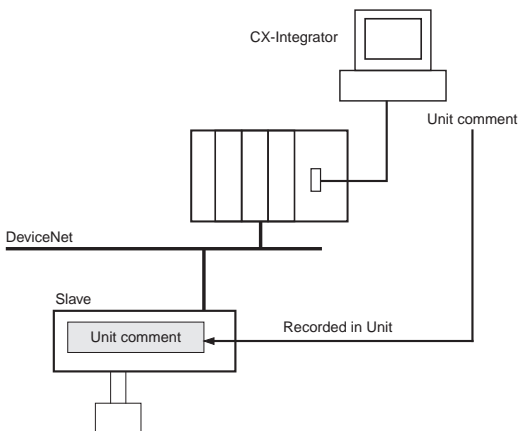 CX-Integrator
Unit comment
DeviceNet
Slave
Unit comment
Recorded in Unit